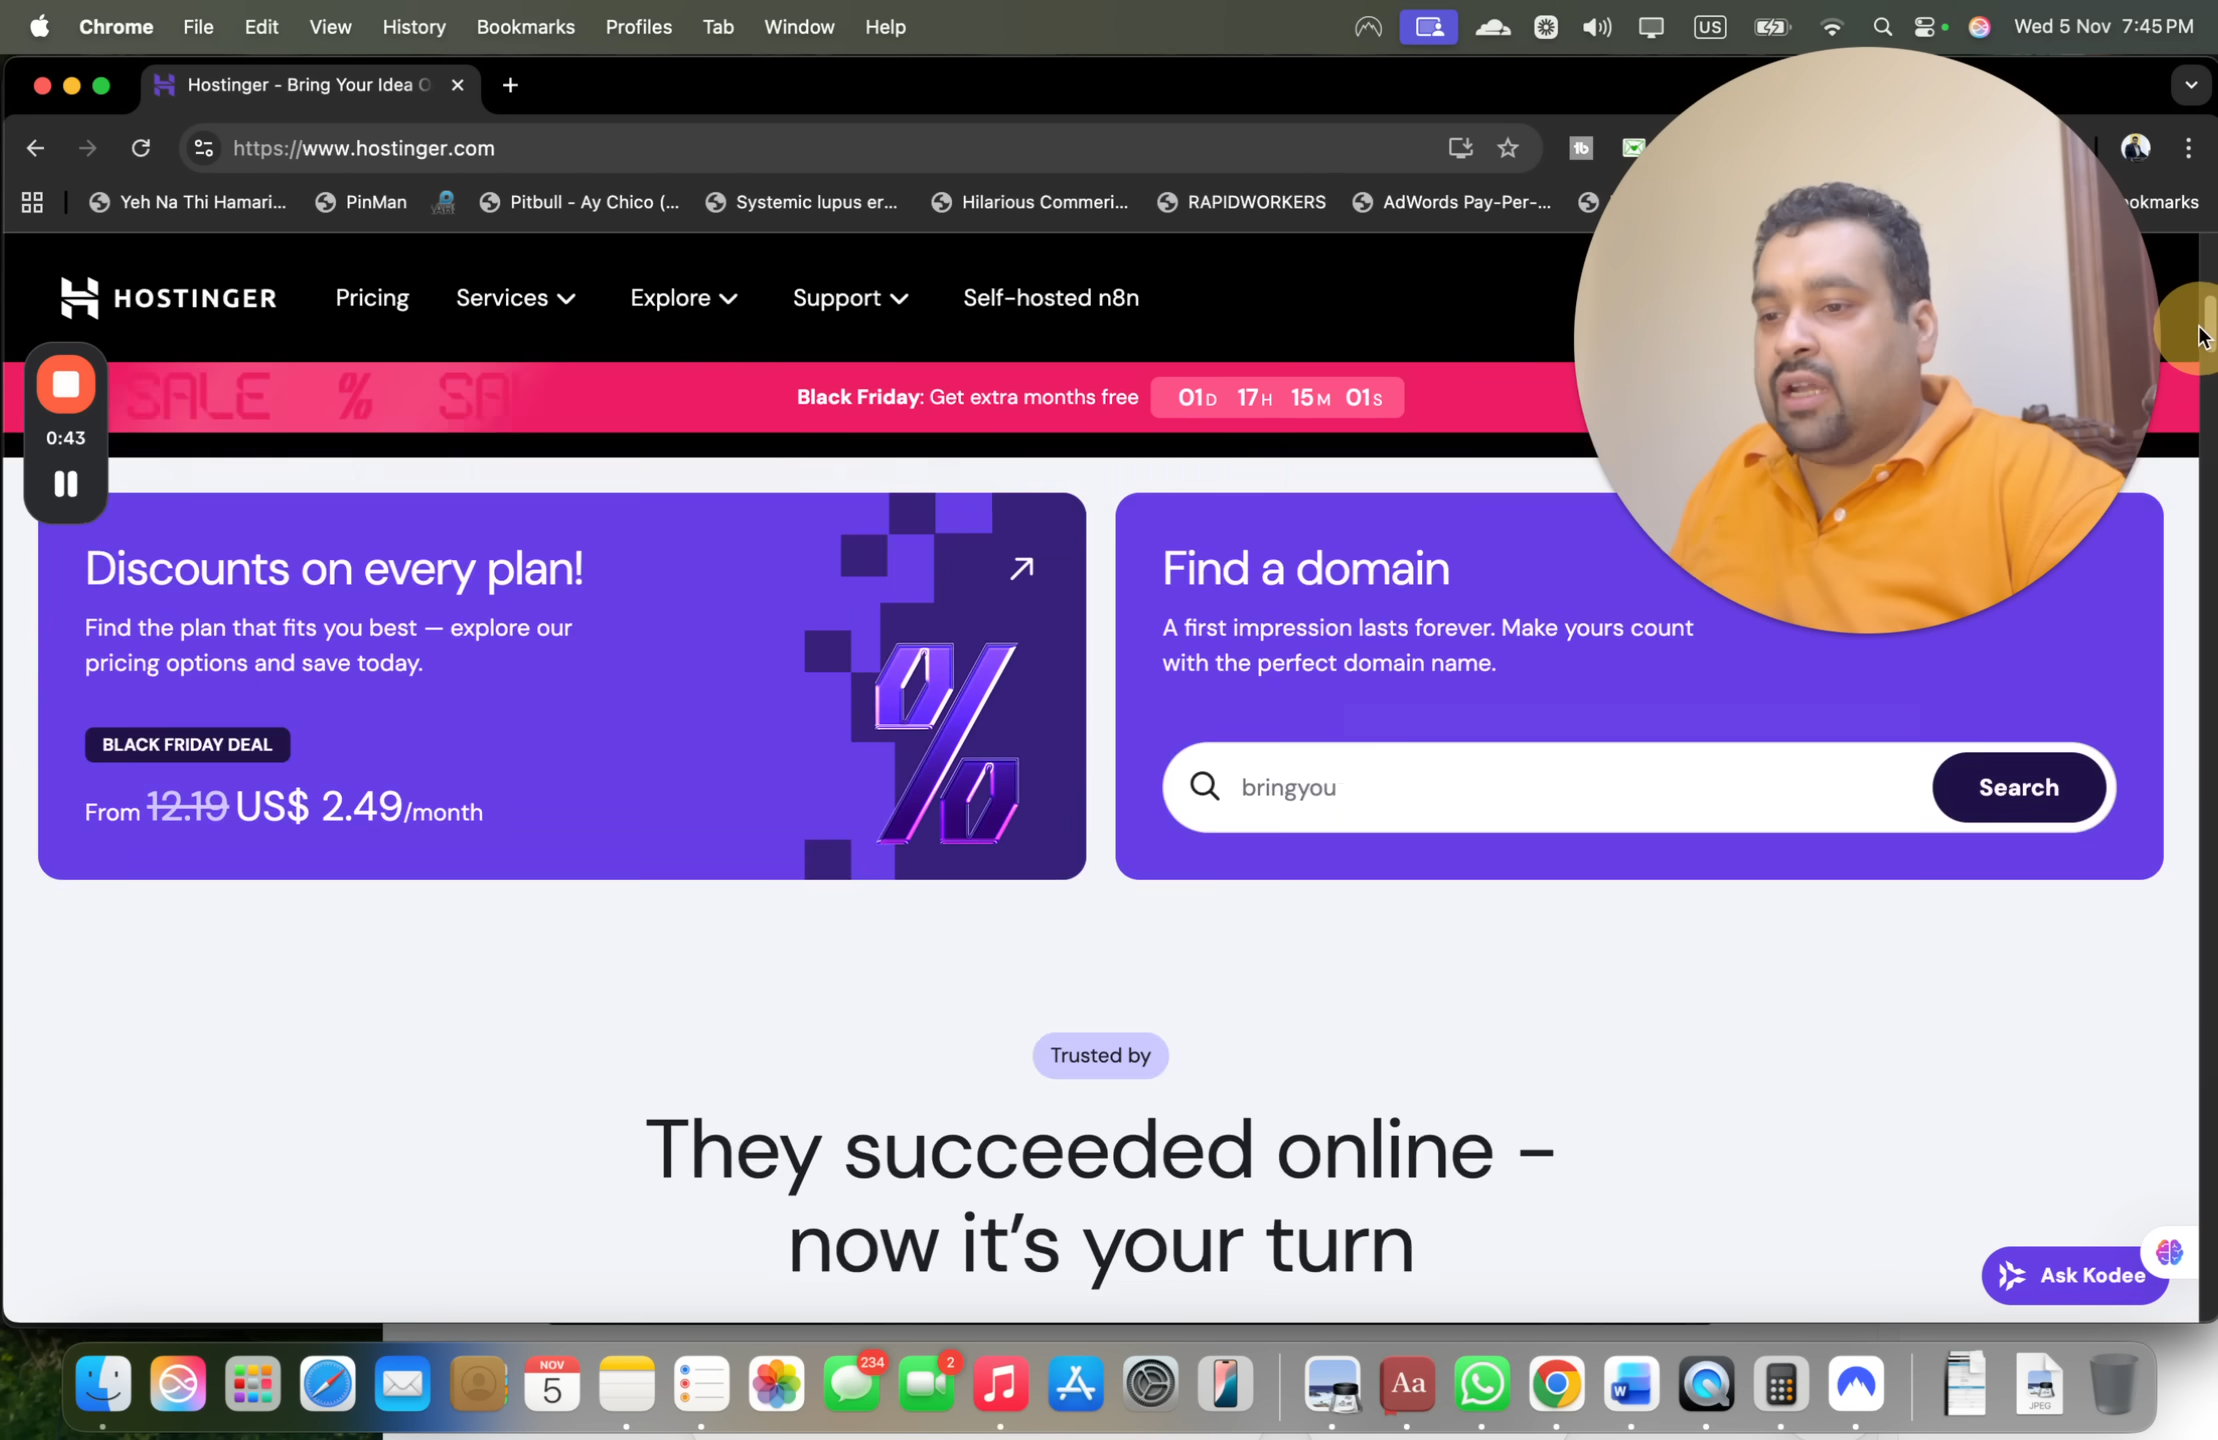 Chrome File Edit View History Bookmarks Profiles Tab Window Help US Wed 5 Nov 7:45 PM
Hostinger - Bring Your Idea O
https://www.hostinger.com
Yeh Na Thi Hamari... PinMan Pitbull - Ay Chico (... Systemic lupus er... Hilarious Commeri... RAPIDWORKERS AdWords Pay-Per-... ookmarks
HOSTINGER Pricing Services Explore Support Self-hosted n8n
SALE % SA Black Friday: Get extra months free 01D 17H 15M 01S
0:43
Discounts on every plan!
Find the plan that fits you best — explore our
pricing options and save today.
BLACK FRIDAY DEAL
From 12.19 US$ 2.49/month
%
Find a domain
A first impression lasts forever. Make yours count
with the perfect domain name.
bringyou Search
Trusted by
They succeeded online –
now it’s your turn
Ask Kodee
NOV
5
234
2
Aa
W
JPEG